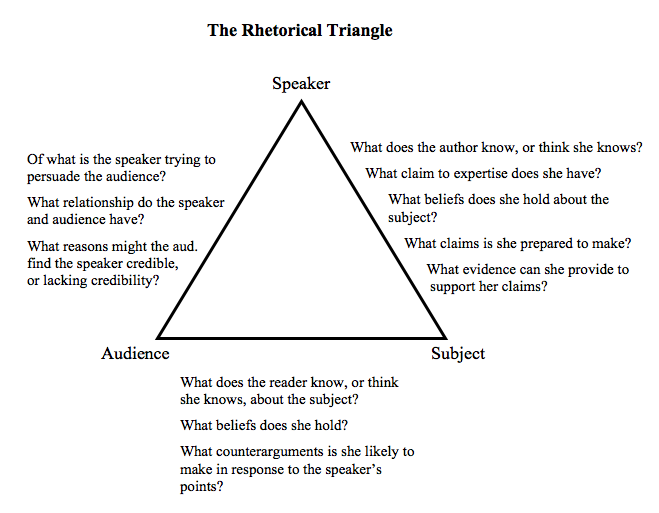 The Rhetorical Triangle
Speaker
Of what is the speaker trying to
persuade the audience?
What relationship do the speaker
and audience have?
What reasons might the aud.
find the speaker credible,
or lacking credibility?
What does the author know, or think she knows?
What claim to expertise does she have?
What beliefs does she hold about the
subject?
What claims is she prepared to make?
What evidence can she provide to
support her claims?
Audience
Subject
What does the reader know, or think
she knows, about the subject?
What beliefs does she hold?
What counterarguments is she likely to
make in response to the speaker’s
points?